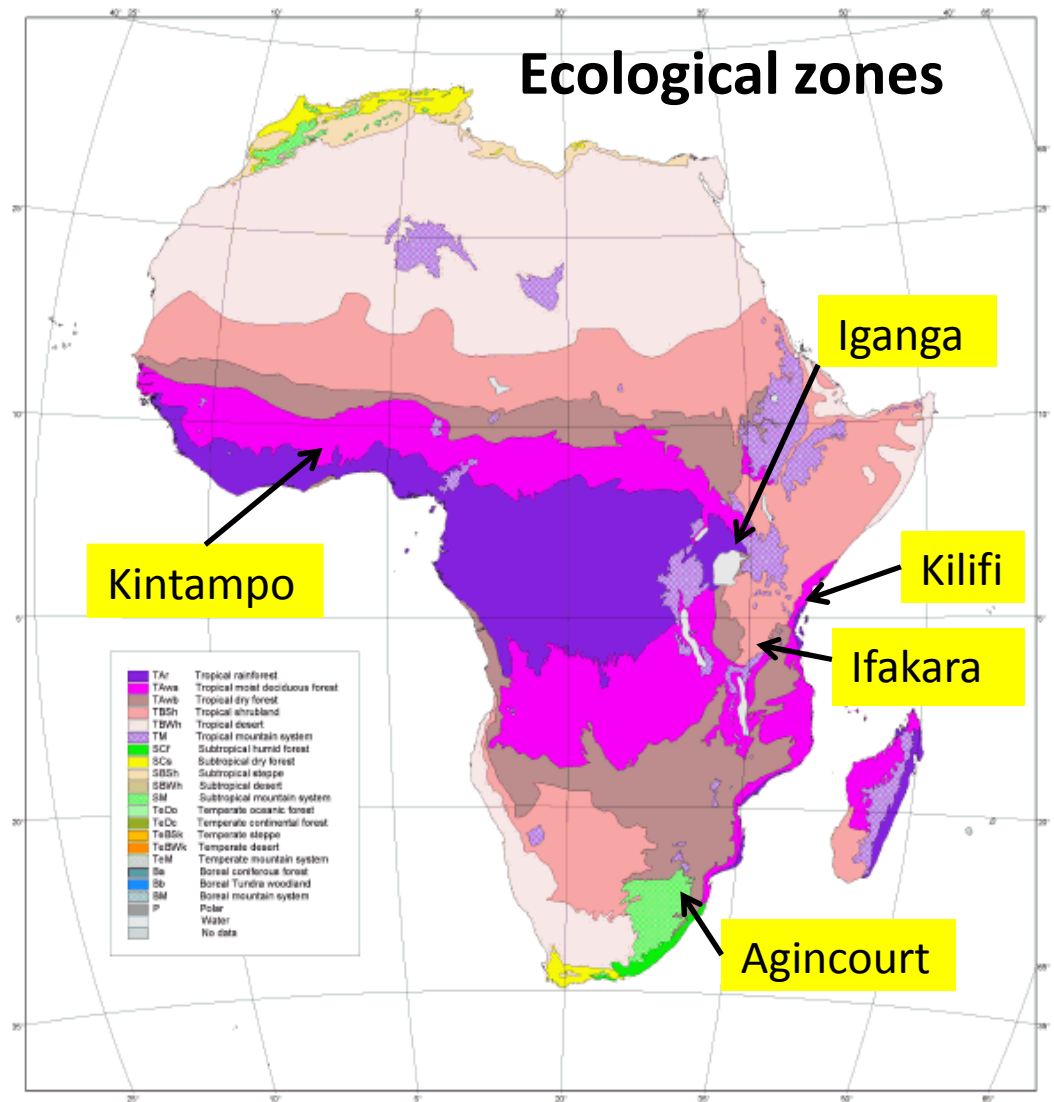 Ecological zones
Iganga
Kintampo
Kilifi
Ifakara
Agincourt
TAr Tropical rainforest
TAwa Tropical moist deciduous forest
TAwb Tropical dry forest
TBSh Tropical shrubland
TBWh Tropical desert
TM Tropical mountain system
SCf Subtropical humid forest
SCs Subtropical dry forest
SBSh Subtropical steppe
SBWh Subtropical desert
SM Subtropical mountain system
TeDo Temperate oceanic forest
TeDc Temperate continental forest
TeBSk Temperate steppe
TeBWk Temperate desert
TeM Temperate mountain system
Ba Boreal coniferous forest
Bb Boreal Tundra woodland
BM Boreal mountain system
P Polar
Water
No data